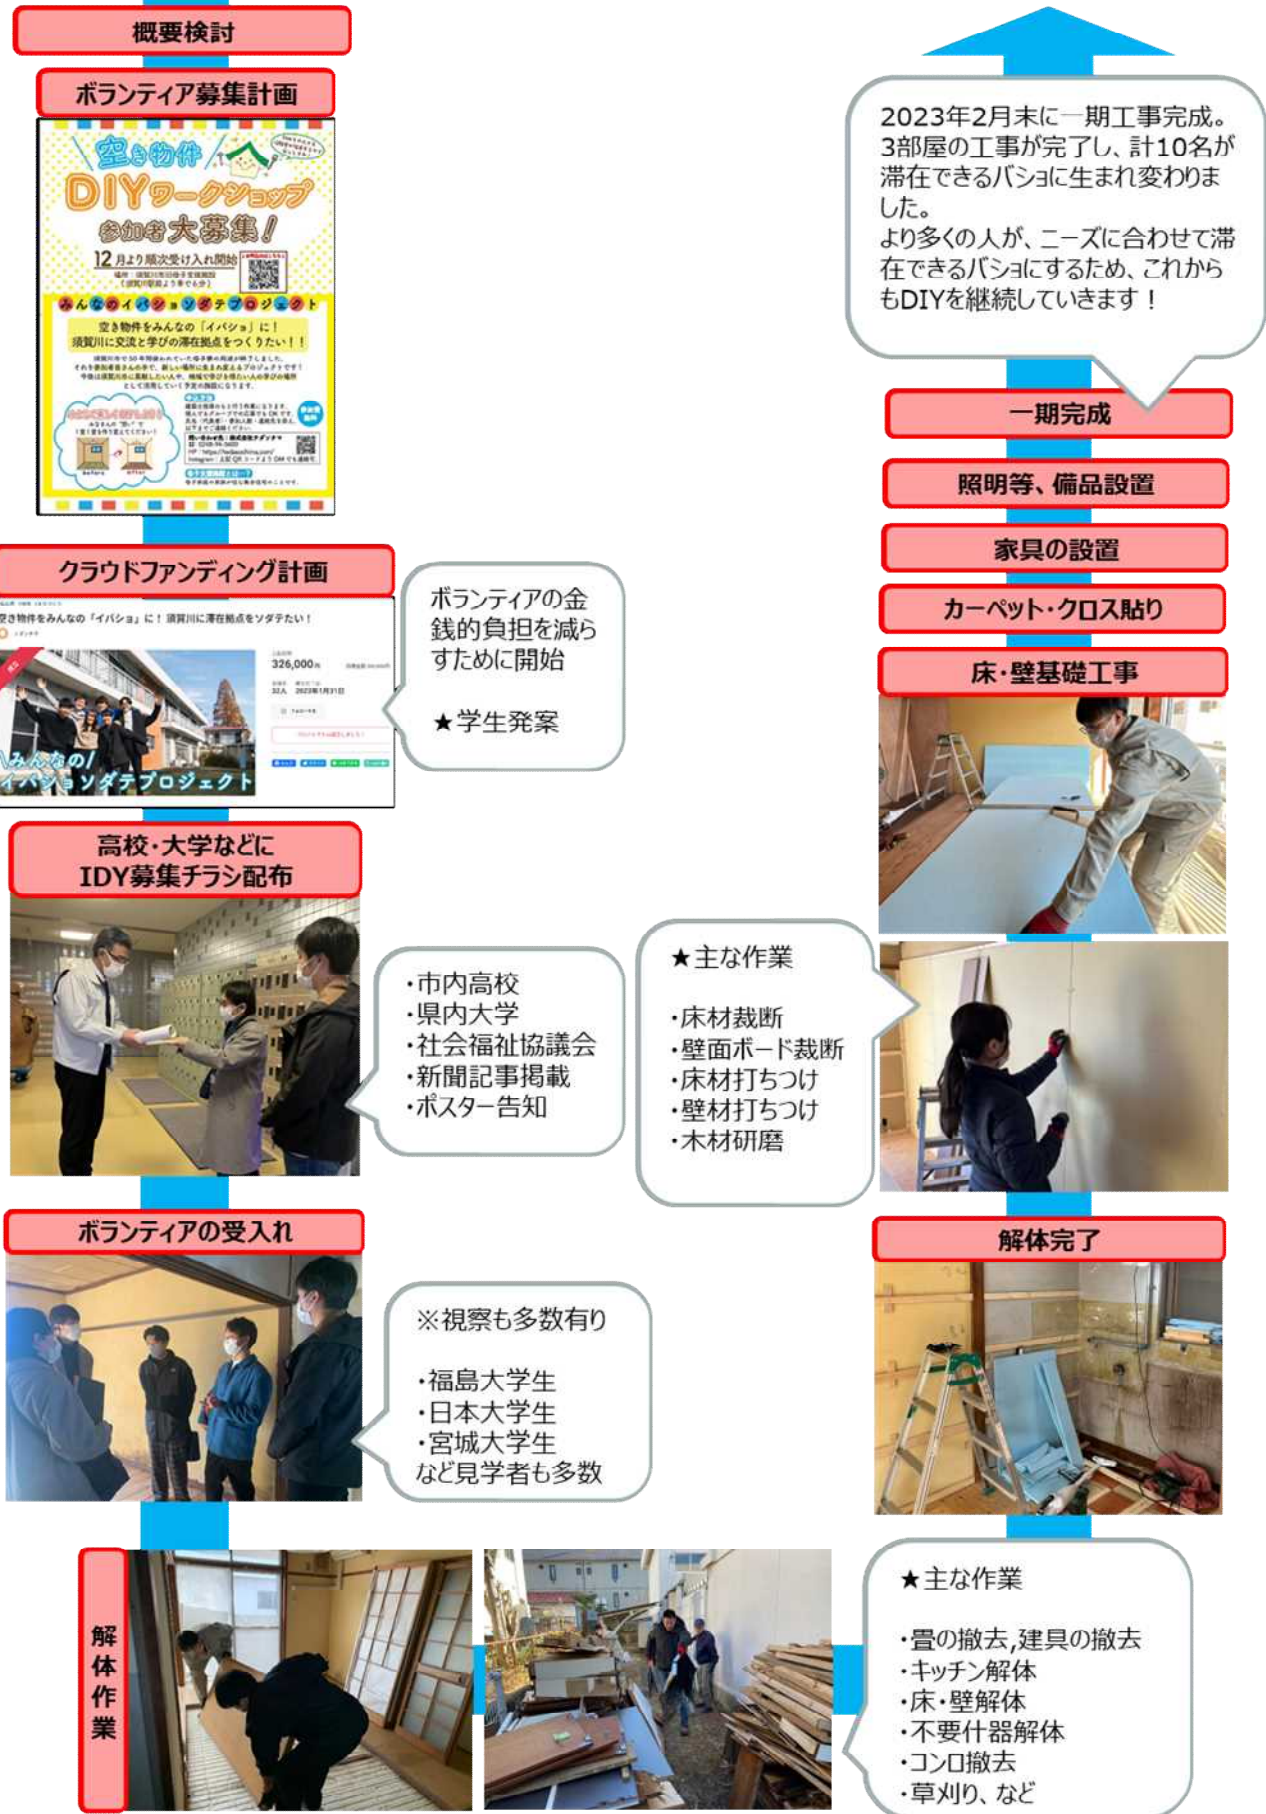 概要検討
ボランティア募集計画
空き物件
DIYワークショップ
参加者大募集！
12月より順次受け入れ開始
みんなのイバショソダテプロジェクト
空き物件をみんなの「イバショ」に！
須賀川に交流と学びの滞在拠点をつくりたい！！
before
after
クラウドファンディング計画
空き物件をみんなの「イバショ」に！ 須賀川に滞在拠点をソダテたい！
326,000
32人 2023年1月31日
\みんなの/
イバショソダテプロジェクト
ボランティアの金
銭的負担を減ら
すために開始
★学生発案
高校・大学などに
IDY募集チラシ配布
・市内高校
・県内大学
・社会福祉協議会
・新聞記事掲載
・ポスター告知
ボランティアの受入れ
※視察も多数有り
・福島大学生
・日本大学生
・宮城大学生
など見学者も多数
解体作業
★主な作業
・畳の撤去,建具の撤去
・キッチン解体
・床・壁解体
・不要什器解体
・コンロ撤去
・草刈り、など
解体完了
★主な作業
・床材裁断
・壁面ボード裁断
・床材打ちつけ
・壁材打ちつけ
・木材研磨
床・壁基礎工事
カーペット・クロス貼り
家具の設置
照明等、備品設置
一期完成
2023年2月末に一期工事完成。
3部屋の工事が完了し、計10名が
滞在できるバショに生まれ変わりま
した。
より多くの人が、ニーズに合わせて滞
在できるバショにするため、これから
もDIYを継続していきます！